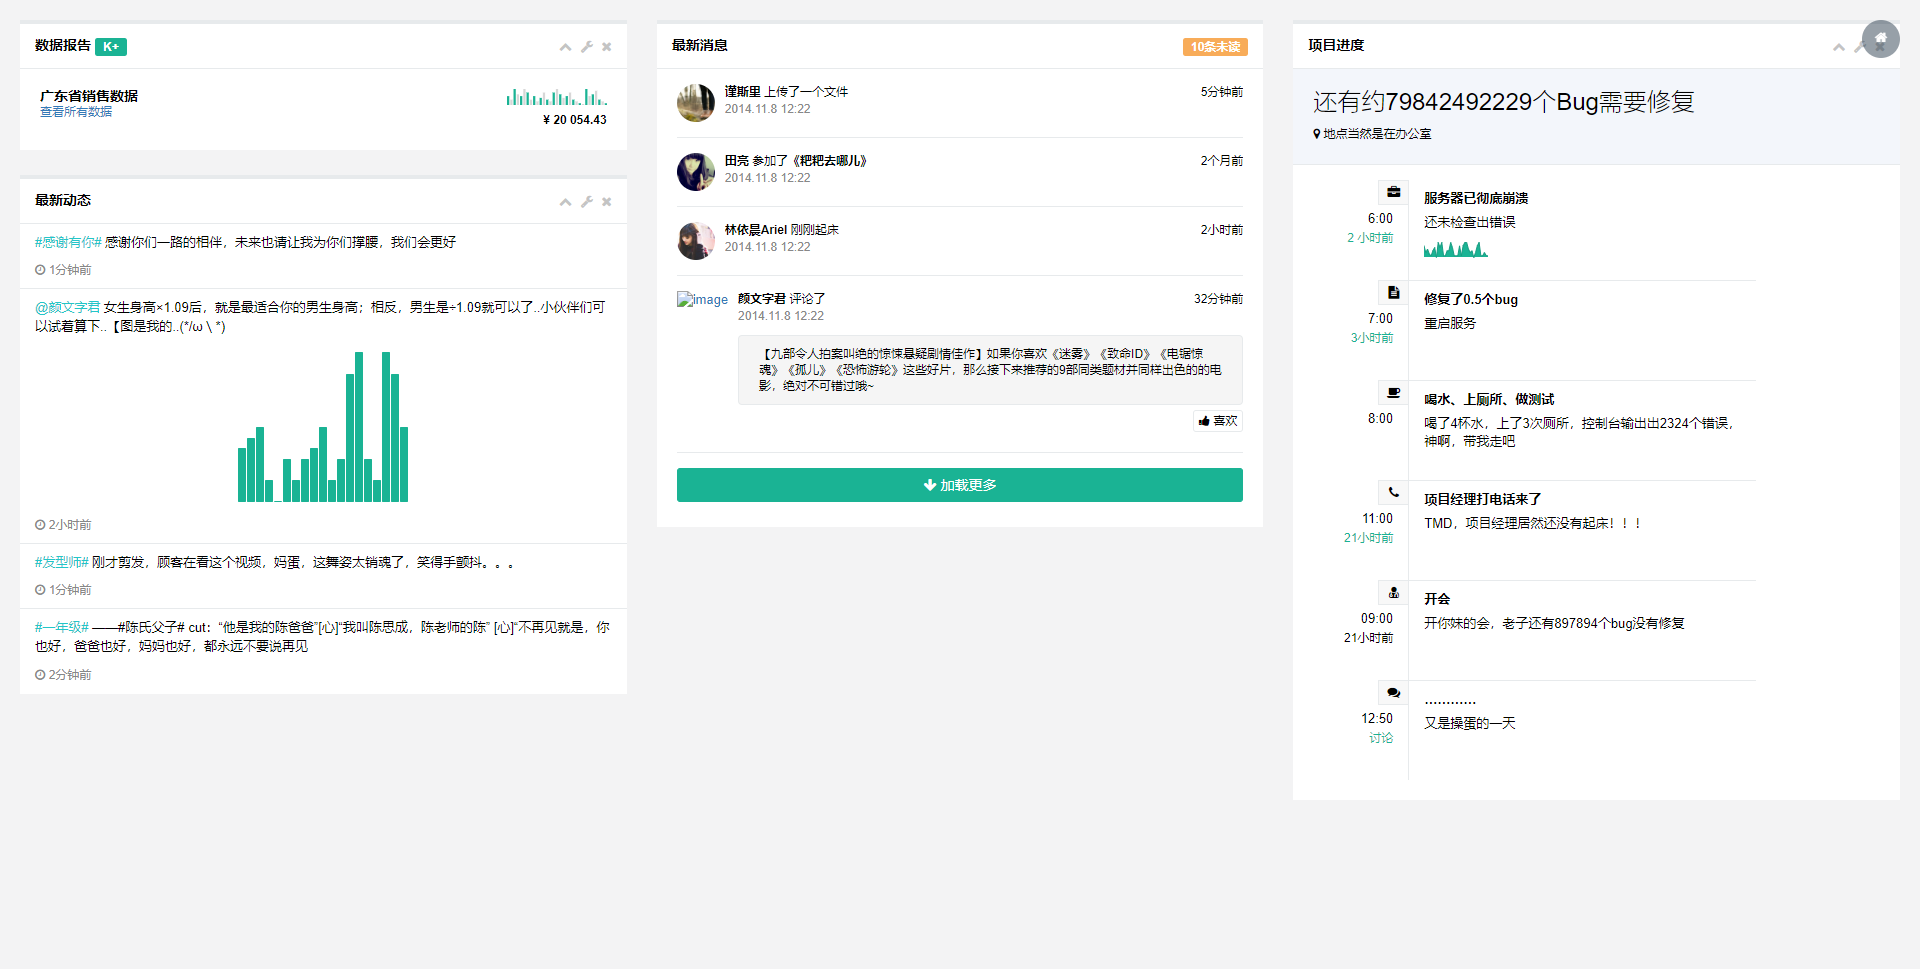 数据报告 K+
广东省销售数据
查看所有数据
¥ 20 054.43
最新动态
#感谢有你# 感谢你们一路的相伴，未来也请让我为你们撑腰，我们会更好
1分钟前
@颜文字君 女生身高×1.09后，就是最适合你的男生身高；相反，男生是÷1.09就可以了..小伙伴们可
以试着算下..【图是我的..(*/ω＼*)
2小时前
#发型师# 刚才剪发，顾客在看这个视频，妈蛋，这舞姿太销魂了，笑得手颤抖。。。
1分钟前
#一年级# ——#陈氏父子# cut：“他是我的陈爸爸”[心]“我叫陈思成，陈老师的陈” [心]“不再见就是，你
也好，爸爸也好，妈妈也好，都永远不要说再见
2分钟前
最新消息
10条未读
谨斯里 上传了一个文件
5分钟前
2014.11.8 12:22
田亮 参加了《粑粑去哪儿》
2个月前
2014.11.8 12:22
林依晨Ariel 刚刚起床
2小时前
2014.11.8 12:22
image
颜文字君 评论了
32分钟前
2014.11.8 12:22
【九部令人拍案叫绝的惊悚悬疑剧情佳作】如果你喜欢《迷雾》《致命ID》《电锯惊
魂》《孤儿》《恐怖游轮》这些好片，那么接下来推荐的9部同类题材并同样出色的的电
影，绝对不可错过哦~
喜欢
加载更多
项目进度
还有约79842492229个Bug需要修复
地点当然是在办公室
6:00
2 小时前
服务器已彻底崩溃
还未检查出错误
7:00
3小时前
修复了0.5个bug
重启服务
8:00
喝水、上厕所、做测试
喝了4杯水，上了3次厕所，控制台输出出2324个错误，
神啊，带我走吧
11:00
21小时前
项目经理打电话来了
TMD，项目经理居然还没有起床！！！
09:00
21小时前
开会
开你妹的会，老子还有897894个bug没有修复
12:50
讨论
…………
又是操蛋的一天